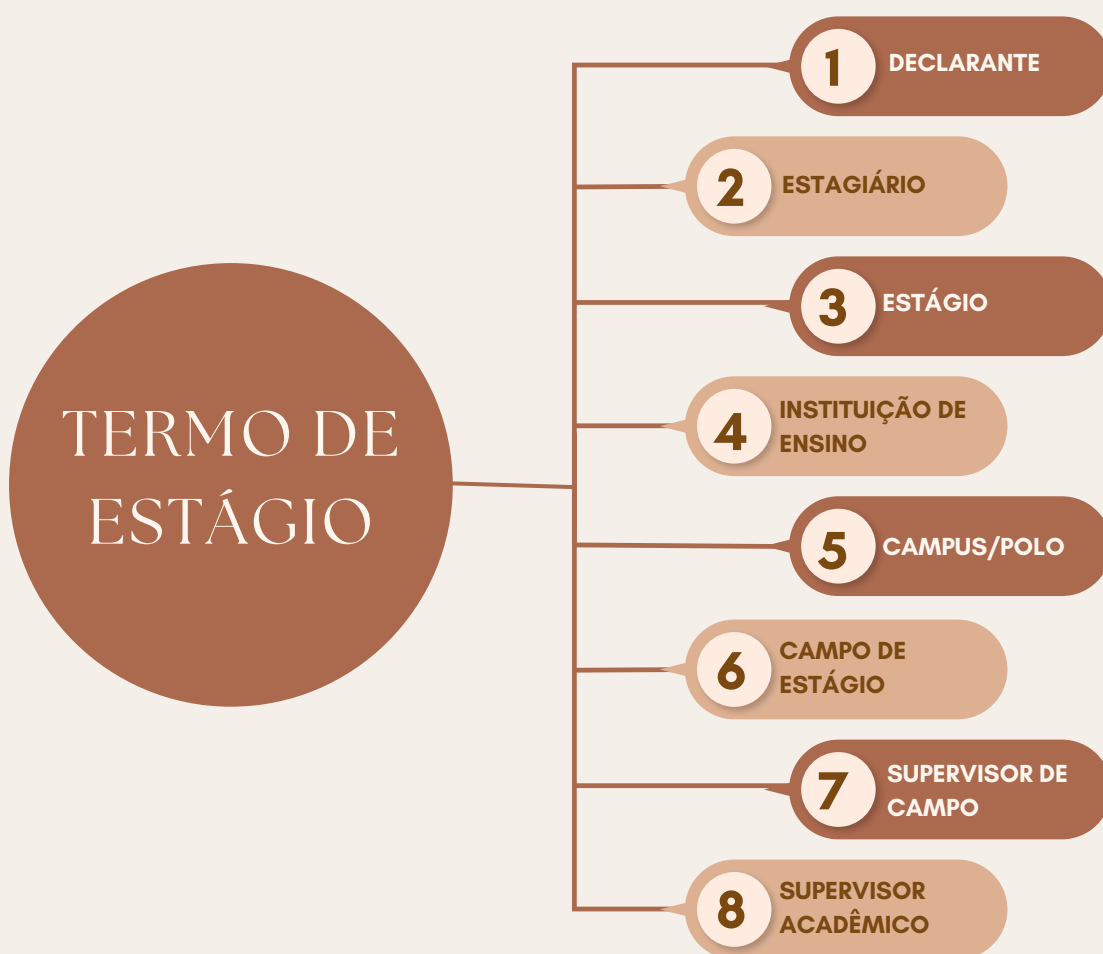 TERMO DE
ESTÁGIO
1 DECLARANTE
2 ESTAGIÁRIO
3 ESTÁGIO
4 INSTITUIÇÃO DE
ENSINO
5 CAMPUS/POLO
6 CAMPO DE
ESTÁGIO
7 SUPERVISOR DE
CAMPO
8 SUPERVISOR
ACADÊMICO